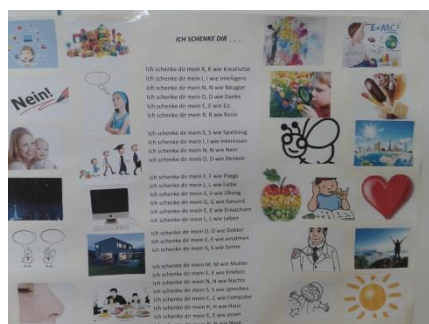 ICH SCHENKE DIR . . .
Ich schenke dir mein K, K wie Kreativität
Ich schenke dir mein I, I wie Intelligenz
Ich schenke dir mein N, N wie Neugier
Ich schenke dir mein D, D wie Danke
Ich schenke dir mein E, E wie Eis
Ich schenke dir mein R, R wie Reise
Ich schenke dir mein S, S wie Spielzeug
Ich schenke dir mein I, I wie Interessen
Ich schenke dir mein N, N wie Nein
Ich schenke dir mein D, D wie Denken
Ich schenke dir mein F, F wie Fliege
Ich schenke dir mein L, L wie Liebe
Ich schenke dir mein Ü, Ü wie Übung
Ich schenke dir mein G, G wie Gesund
Ich schenke dir mein E, E wie Erwachsen
Ich schenke dir mein L, L wie Leben
Ich schenke dir mein D, D wie Doktor
Ich schenke dir mein E, E wie einatmen
Ich schenke dir mein S, S wie Sonne
Ich schenke dir mein M, M wie Mutter
Ich schenke dir mein E, E wie Erleben
Ich schenke dir mein N, N wie Nachts
Ich schenke dir mein S, S wie sprechen
Ich schenke dir mein C, C wie Computer
Ich schenke dir mein H, H wie Haus
Ich schenke dir mein E, E wie essen
Nein!
E=MC²